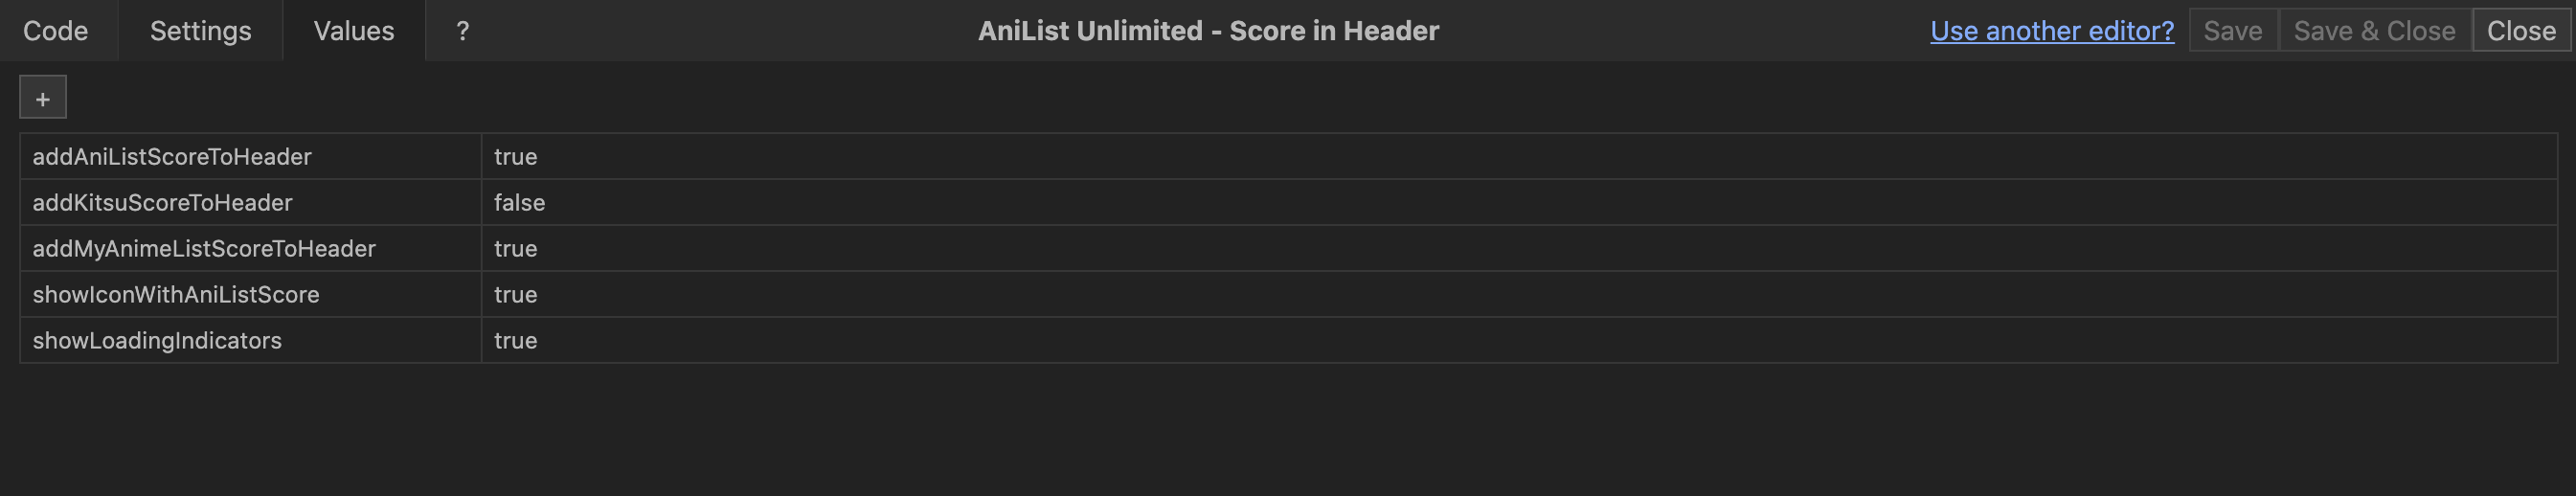 Code Settings Values ? AniList Unlimited - Score in Header Use another editor? Save Save & Close Close
+
addAniListScoreToHeader true
addKitsuScoreToHeader false
addMyAnimeListScoreToHeader true
showIconWithAniListScore true
showLoadingIndicators true